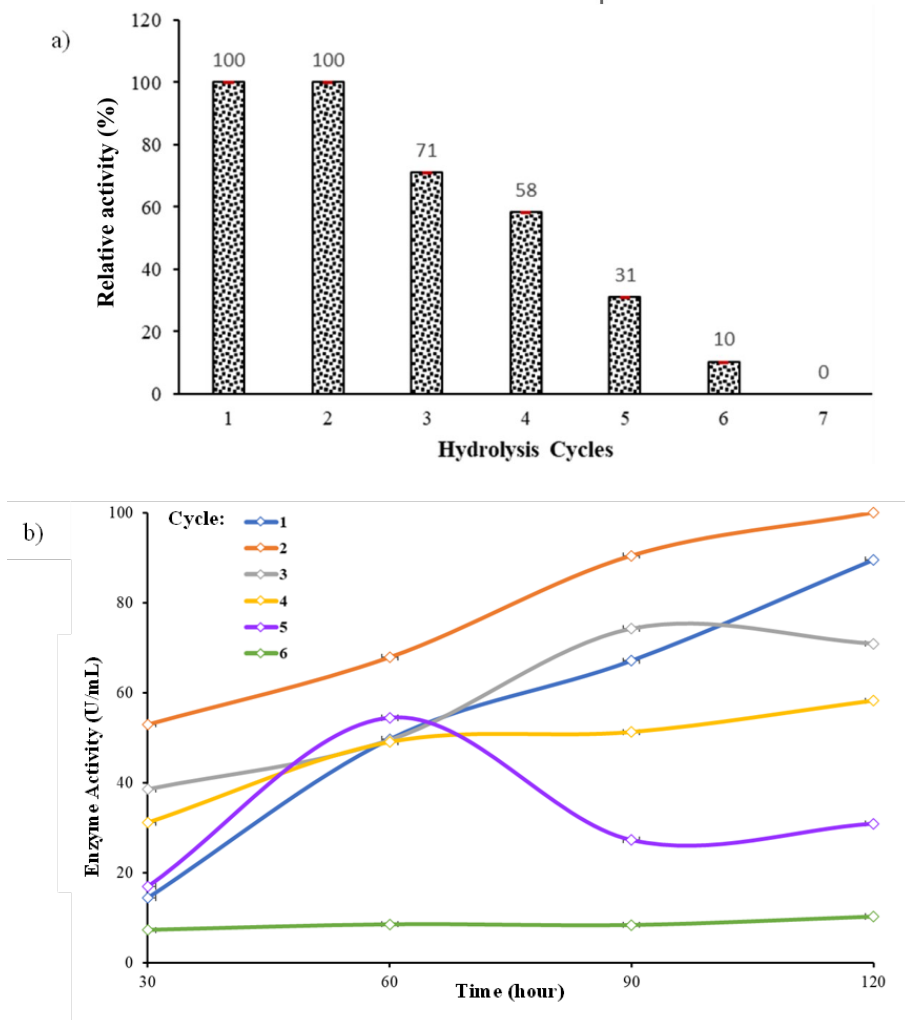 a)
Relative activity (%)
120
100
80
60
40
20
0
100
100
71
58
31
10
0
1 2 3 4 5 6 7
Hydrolysis Cycles
b)
Enzyme Activity (U/mL)
100
80
60
40
20
0
Cycle:
1
2
3
4
5
6
30 60 90 120
Time (hour)